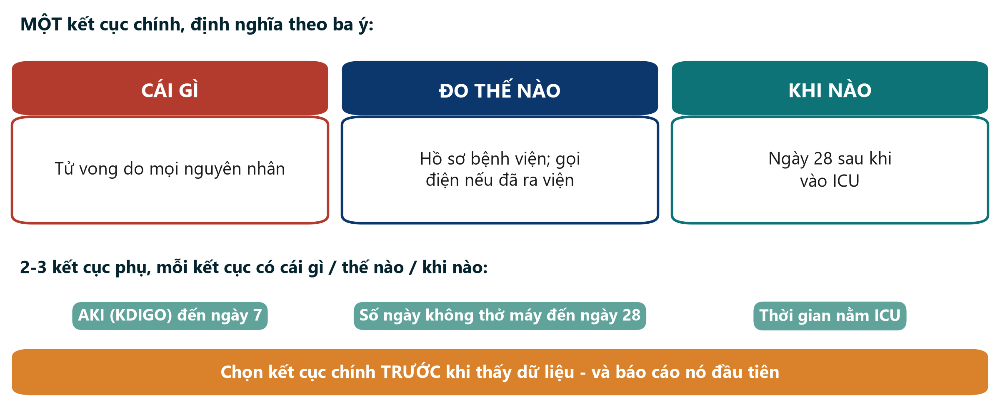 MỘT kết cục chính, định nghĩa theo ba ý:
CÁI GÌ
Tử vong do mọi nguyên nhân
ĐO THẾ NÀO
Hồ sơ bệnh viện; gọi
điện nếu đã ra viện
KHI NÀO
Ngày 28 sau khi
vào ICU
2-3 kết cục phụ, mỗi kết cục có cái gì / thế nào / khi nào:
AKI (KDIGO) đến ngày 7
Số ngày không thở máy đến ngày 28
Thời gian nằm ICU
Chọn kết cục chính TRƯỚC khi thấy dữ liệu - và báo cáo nó đầu tiên